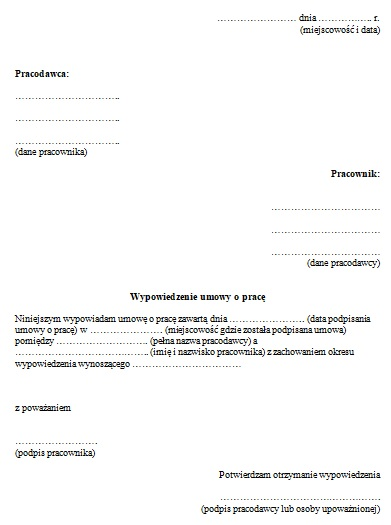 …………………… dnia …………….. r.
(miejscowość i data)
Pracodawca:
…………………………..
…………………………..
…………………………..
(dane pracownika)
Pracownik:
……………………………
……………………………
……………………………
(dane pracodawcy)
Wypowiedzenie umowy o pracę
Niniejszym wypowiadam umowę o pracę zawartą dnia ………………….. (data podpisania
umowy o pracę) w …………………. (miejscowość gdzie została podpisana umowa)
pomiędzy ………………………. (pełna nazwa pracodawcy) a
………………………………….. (imię i nazwisko pracownika) z zachowaniem okresu
wypowiedzenia wynoszącego ……………………………
z poważaniem
…………………….
(podpis pracownika)
Potwierdzam otrzymanie wypowiedzenia
………………………………………….
(podpis pracodawcy lub osoby upoważnionej)